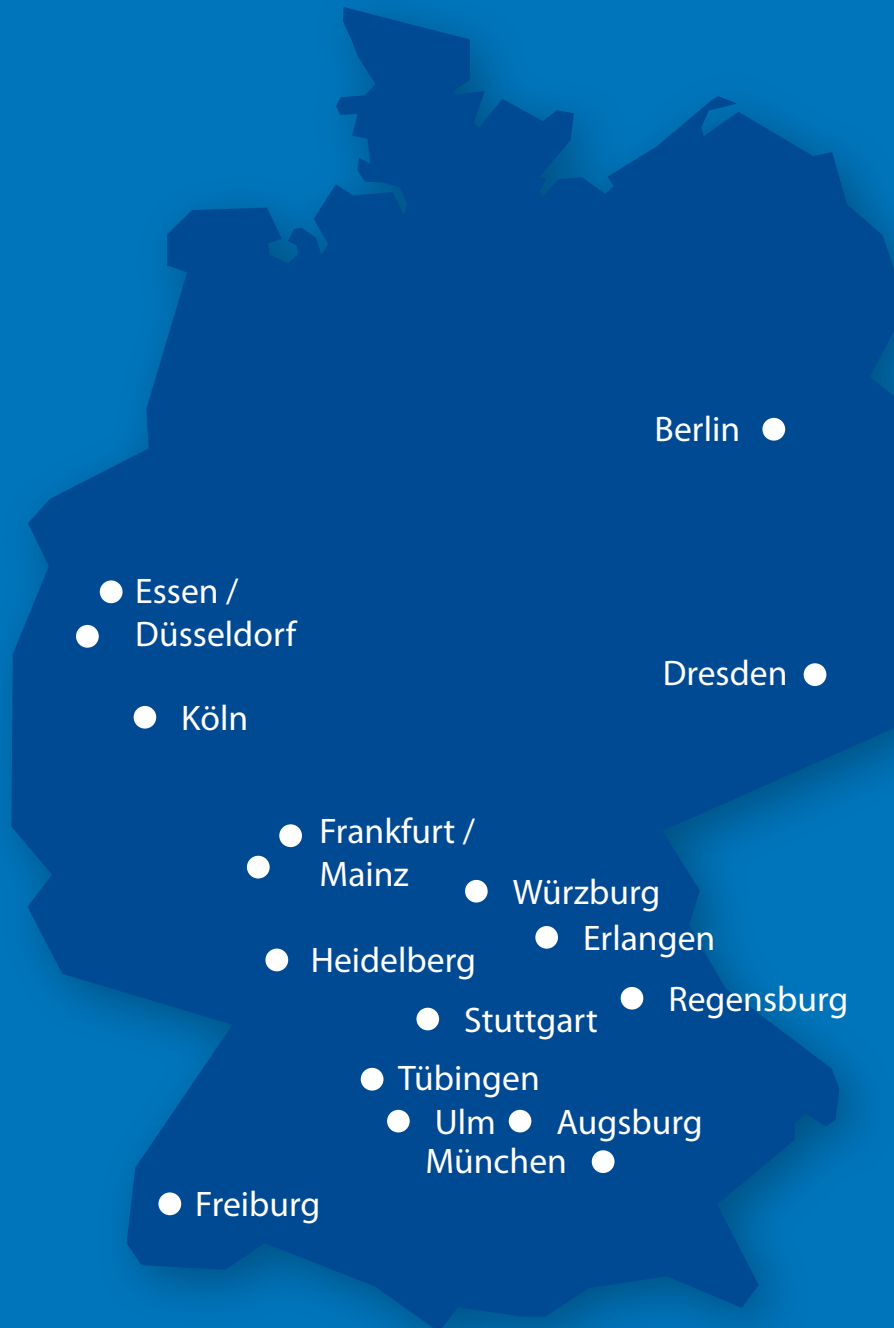 Berlin
Essen /
Düsseldorf
Dresden
Köln
Frankfurt /
Mainz
Würzburg
Erlangen
Heidelberg
Regensburg
Stuttgart
Tübingen
Ulm
Augsburg
München
Freiburg